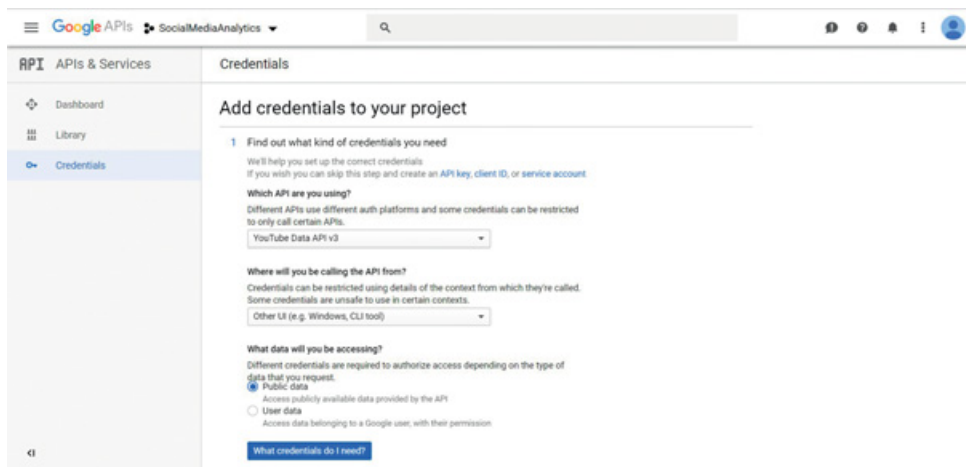 Google APIs SocialMediaAnalytics
API APIs & Services
Credentials
Dashboard
Library
Credentials
Add credentials to your project
1 Find out what kind of credentials you need
We'll help you set up the correct credentials
If you wish you can skip this step and create an API key, client ID, or service account
Which API are you using?
Different APIs use different auth platforms and some credentials can be restricted
to only call certain APIs.
YouTube Data API v3
Where will you be calling the API from?
Credentials can be restricted using details of the context from which they're called.
Some credentials are unsafe to use in certain contexts.
Other UI (e.g. Windows, CLI tool)
What data will you be accessing?
Different credentials are required to authorize access depending on the type of
data that you request.
Public data
Access publicly available data provided by the API
User data
Access data belonging to a Google user, with their permission
What credentials do I need?